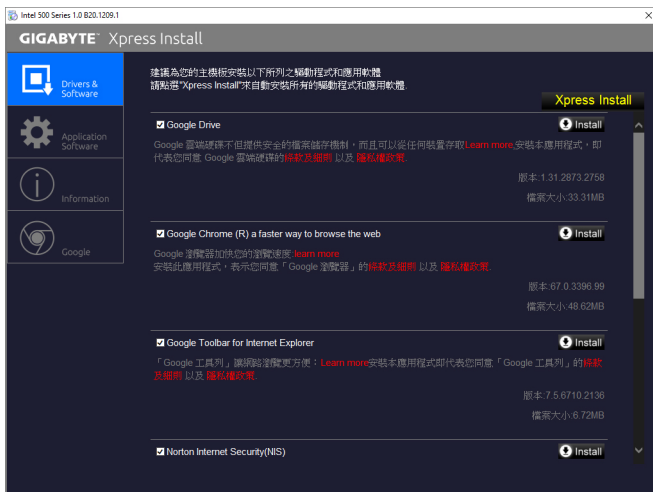 Intel 500 Series 1.0 B20.1209.1
GIGABYTE™ Xpress Install
Drivers &
Software
Application
Software
Information
Google
建議為您的主機板安裝以下所列之驅動程式和應用軟體
請點選"Xpress Install"來自動安裝所有的驅動程式和應用軟體.
Xpress Install
Google Drive
Install
Google 雲端硬碟不但提供安全的檔案儲存機制，而且可以從任何裝置存取Learn more,安裝本應用程式，即
代表您同意 Google 雲端硬碟的條款及細則 以及 隱私權政策.
版本:1.31.2873.2758
檔案大小:33.31MB
Google Chrome (R) a faster way to browse the web
Install
Google 瀏覽器加快您的瀏覽速度:learn more
安裝此應用程式，表示您同意「Google 瀏覽器」的條款及細則 以及 隱私權政策.
版本:67.0.3396.99
檔案大小:48.62MB
Google Toolbar for Internet Explorer
Install
「Google 工具列」讓網路瀏覽更方便：Learn more安裝本應用程式即代表您同意「Google 工具列」的條款
及細則 以及 隱私權政策.
版本:7.5.6710.2136
檔案大小:6.72MB
Norton Internet Security(NIS)
Install